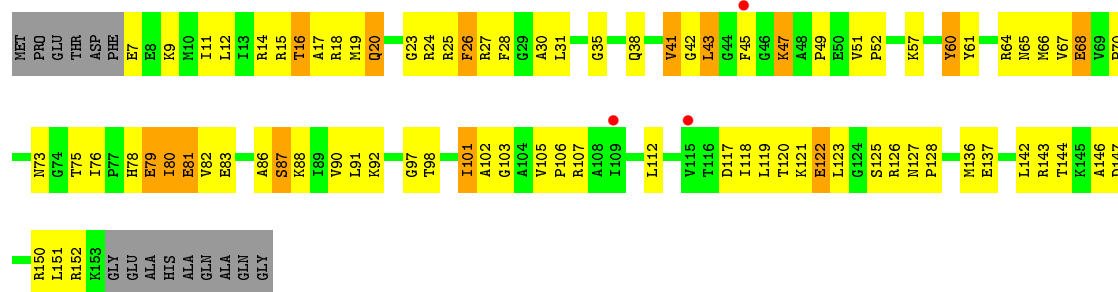 MET PRO GLU THR ASP PHE E7 E8 K9 M10 I11 L12 I13 R14 R15 T16 A17 R18 M19 Q20 G23 R24 R25 F26 R27 F28 G29 A30 L31 G35 Q38 V41 G42 L43 G44 F45 G46 K47 A48 P49 E50 V51 P52 K57 Y60 Y61 R64 N65 M66 V67 E68 V69 P70
N73 G74 T75 I76 P77 H78 E79 I80 E81 V82 E83 A86 S87 K88 I89 V90 L91 K92 G97 T98 I101 A102 G103 A104 V105 P106 R107 A108 I109 L112 V115 T116 D117 I118 L119 T120 K121 E122 L123 G124 S125 R126 N127 P128 M136 E137 L142 R143 T144 K145 A146 D147
R150 L151 R152 K153 GLY GLU ALA HIS ALA GLN ALA GLN GLY